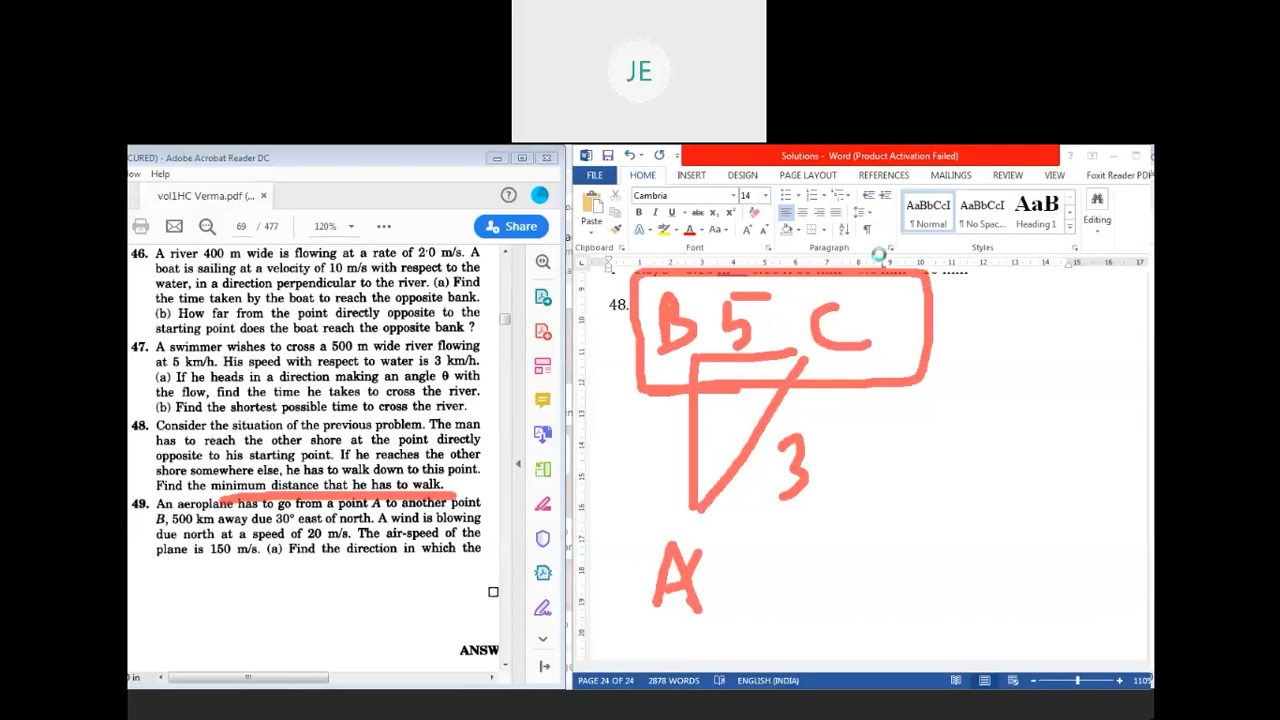 JE
CURED) - Adobe Acrobat Reader DC
ow Help
vol1HC Verma.pdf (... ×
Share
69 / 477
120%
46. A river 400 m wide is flowing at a rate of 2·0 m/s. A
boat is sailing at a velocity of 10 m/s with respect to
the water, in a direction perpendicular to the river. (a) Find
the time taken by the boat to reach the opposite bank.
(b) How far from the point directly opposite to the
starting point does the boat reach the opposite bank ?
47. A swimmer wishes to cross a 500 m wide river flowing
at 5 km/h. His speed with respect to water is 3 km/h.
(a) If he heads in a direction making an angle θ with
the flow, find the time he takes to cross the river.
(b) Find the shortest possible time to cross the river.
48. Consider the situation of the previous problem. The man
has to reach the other shore at the point directly
opposite to his starting point. If he reaches the other
shore somewhere else, he has to walk down to this point.
Find the minimum distance that he has to walk.
49. An aeroplane has to go from a point A to another point
B, 500 km away due 30° east of north. A wind is blowing
due north at a speed of 20 m/s. The air-speed of the
plane is 150 m/s. (a) Find the direction in which the
ANSW
0 in
Solutions - Word (Product Activation Failed)
FILE HOME INSERT DESIGN PAGE LAYOUT REFERENCES MAILINGS REVIEW VIEW Foxit Reader PDF
Cambria 14
Paste
AaBbCcI AaBbCcI AaB
¶ Normal ¶ No Spac... Heading 1
Editing
Clipboard Font Paragraph Styles
48.
B 5 C
3
A
PAGE 24 OF 24 2878 WORDS ENGLISH (INDIA) 110%